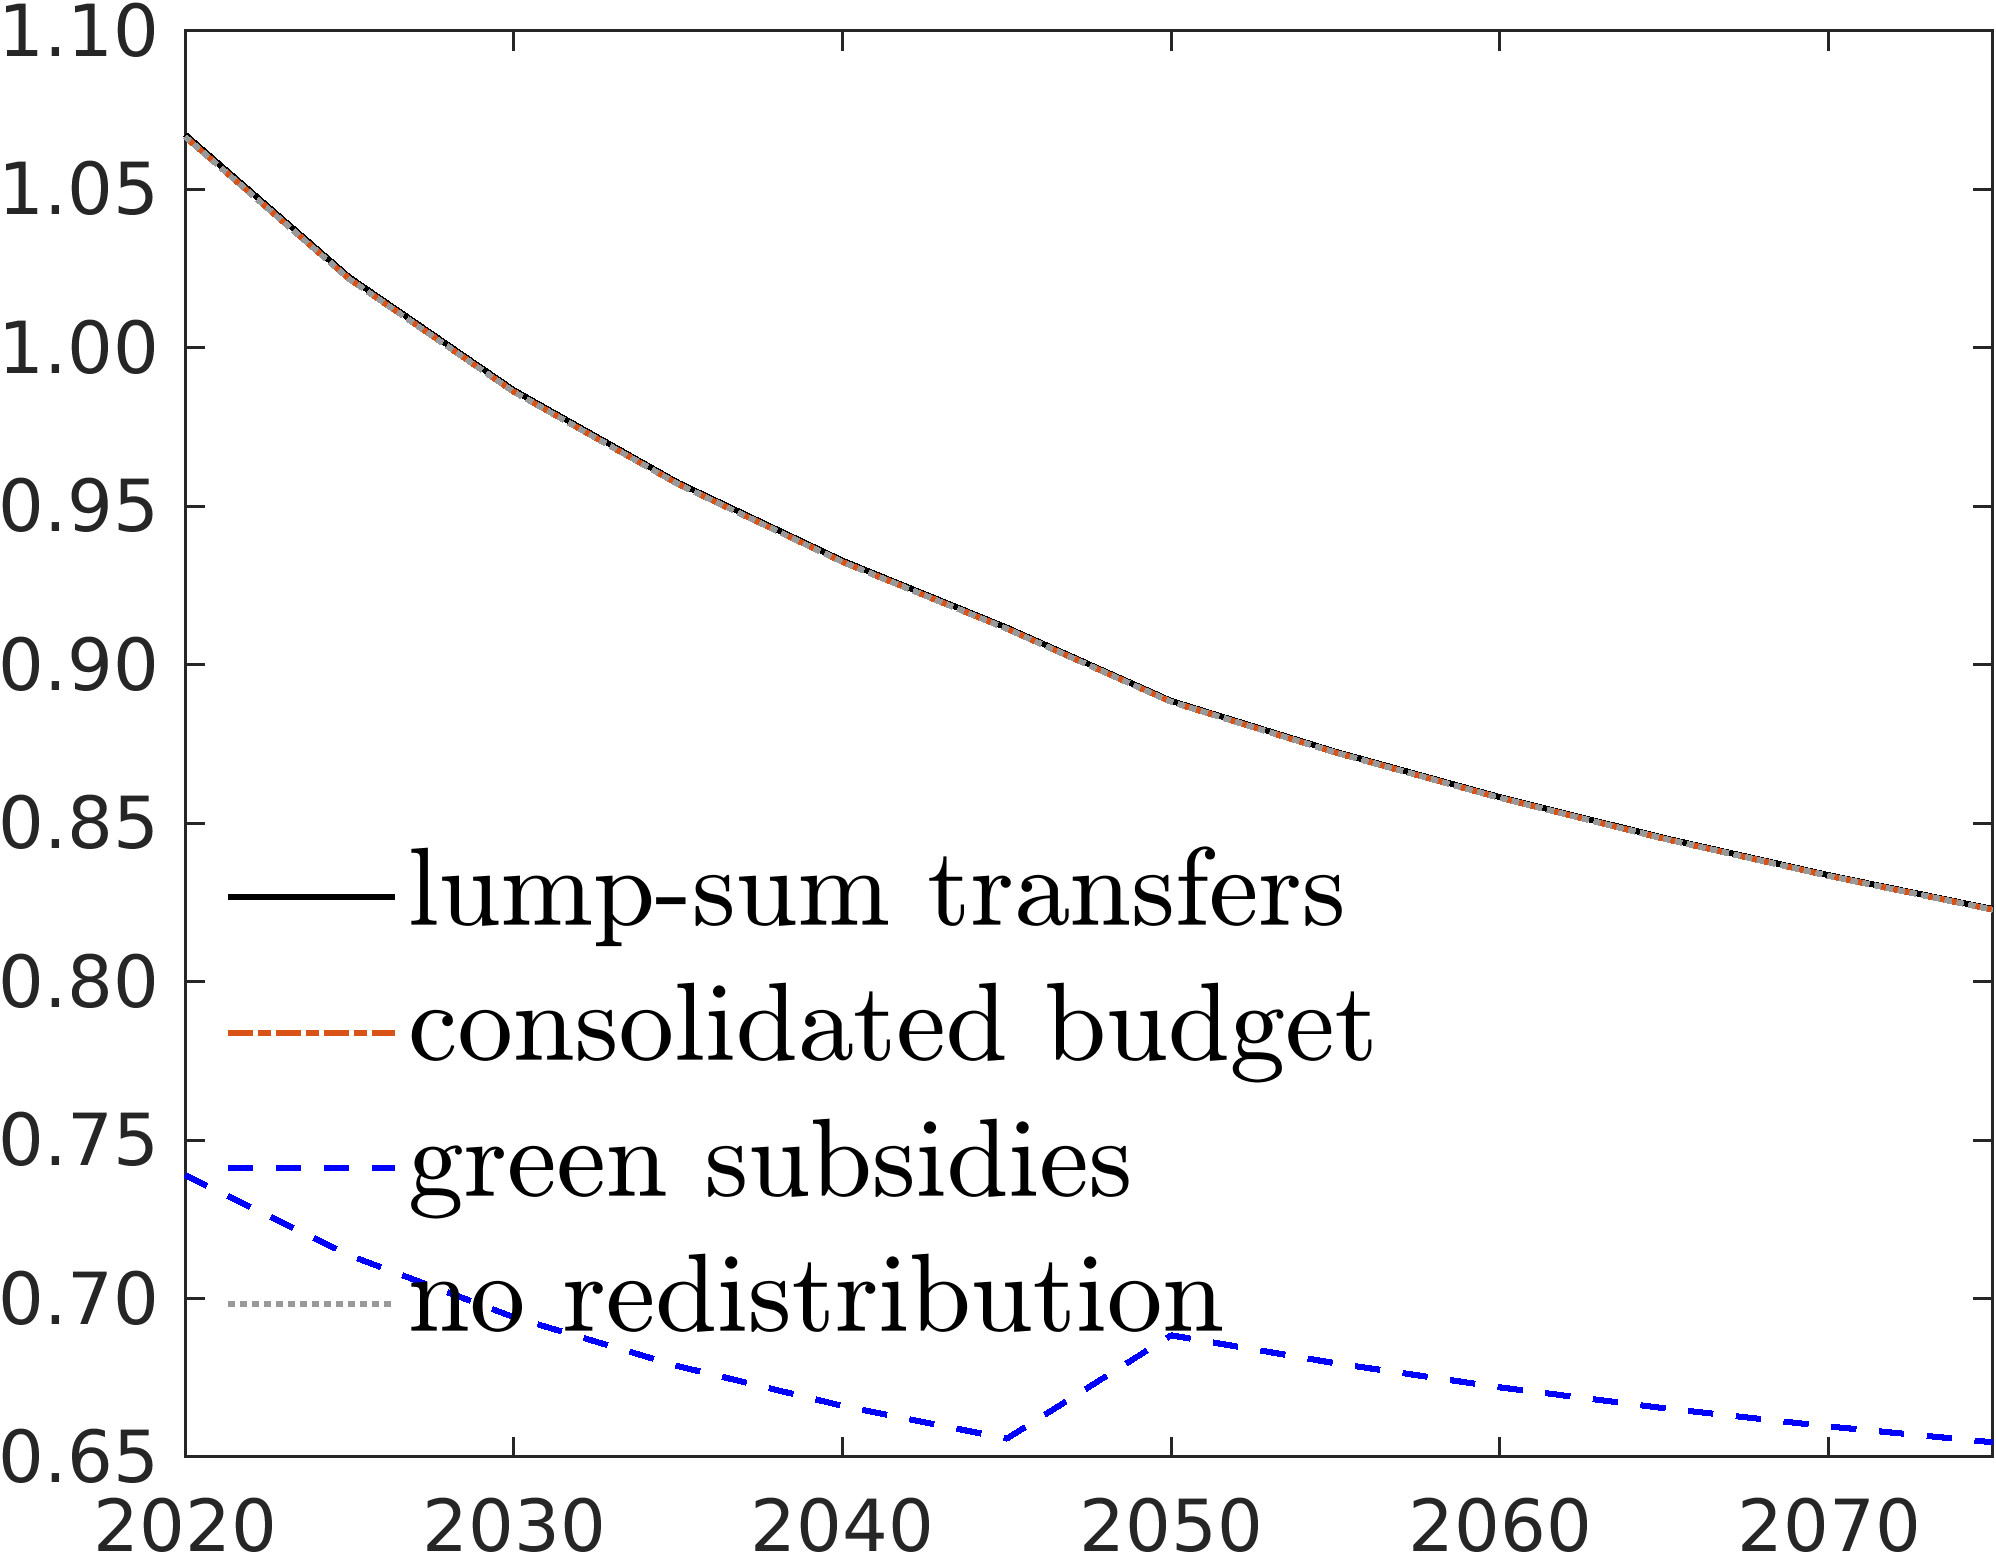 1.10
1.05
1.00
0.95
0.90
0.85
lump-sum transfers
0.80
consolidated budget
0.75
green subsidies
0.70
no redistribution
0.65
2020 2030 2040 2050 2060 2070